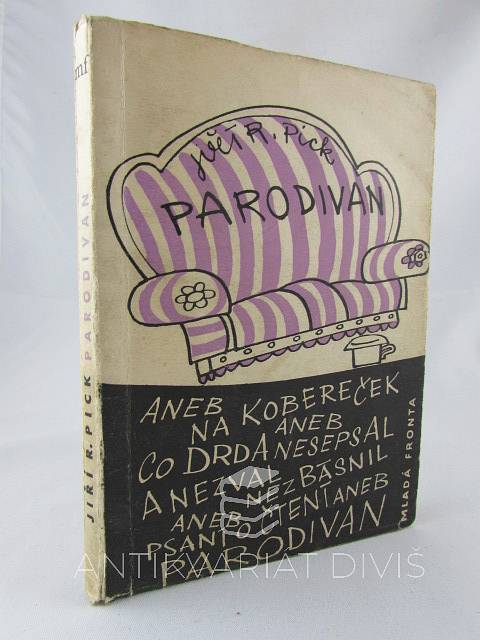 mf
JIŘÍ R. PICK PARODIVAN
Jiří R. Pick
PARODIVAN
ANEB
NA KOBEREČEK
ANEB
CO DRDA NESEPSAL
A NEZVAL
NEZBÁSNIL
ANEB ČTENÍ ANEB
PSANÍ O
PARODIVAN
MLADÁ FRONTA
ANTIKVARIÁT DIVIŠ